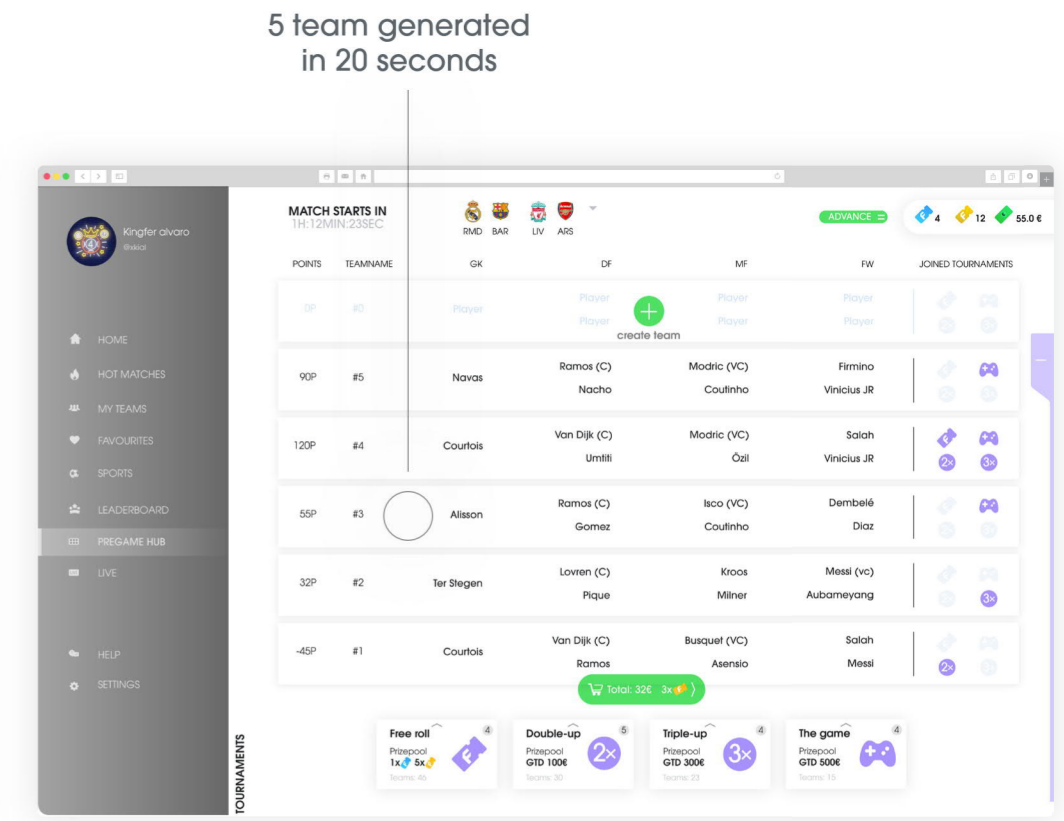 5 team generated
in 20 seconds
Kingfer alvaro
HOME
HOT MATCHES
MY TEAMS
FAVOURITES
SPORTS
LEADERBOARD
PREGAME HUB
LIVE
HELP
SETTINGS
MATCH STARTS IN
1H:12MIN:23SEC
RMD BAR LIV ARS
ADVANCE
4 12 55.0 €
POINTS TEAMNAME GK DF MF FW JOINED TOURNAMENTS
0P #0 Player Player Player Player
Player Player Player
create team
90P #5 Navas Ramos (C) Modric (VC) Firmino
Nacho Coutinho Vinicius JR
120P #4 Courtois Van Dijk (C) Modric (VC) Salah
Umtiti Özil Vinicius JR
2x 3x
55P #3 Alisson Ramos (C) Isco (VC) Dembelé
Gomez Coutinho Diaz
32P #2 Ter Stegen Lovren (C) Kroos Messi (vc)
Pique Milner Aubameyang
3x
-45P #1 Courtois Van Dijk (C) Busquet (VC) Salah
Ramos Asensio Messi
2x
Total: 32€ 3x
TOURNAMENTS
Free roll 4
Prizepool
1x 5x
Teams: 46
Double-up 5
Prizepool
GTD 100€
Teams: 30
2x
Triple-up 4
Prizepool
GTD 300€
Teams: 23
3x
The game 4
Prizepool
GTD 500€
Teams: 15